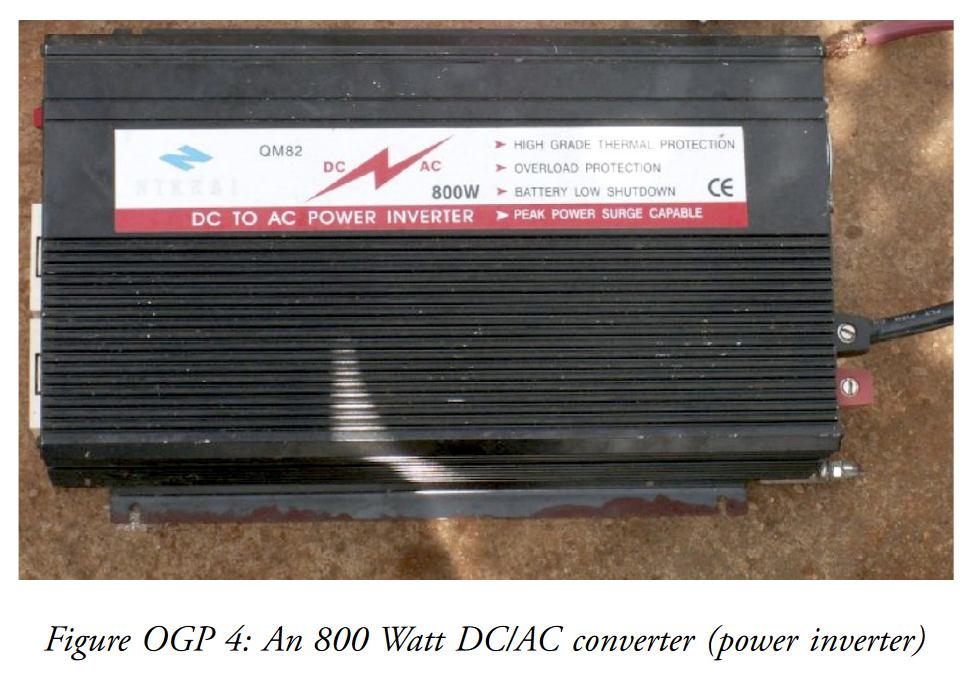 QM82
NIKKAI
DC AC
800W
DC TO AC POWER INVERTER
➤ HIGH GRADE THERMAL PROTECTION
➤ OVERLOAD PROTECTION
➤ BATTERY LOW SHUTDOWN
CE
➤ PEAK POWER SURGE CAPABLE
Figure OGP 4: An 800 Watt DC/AC converter (power inverter)